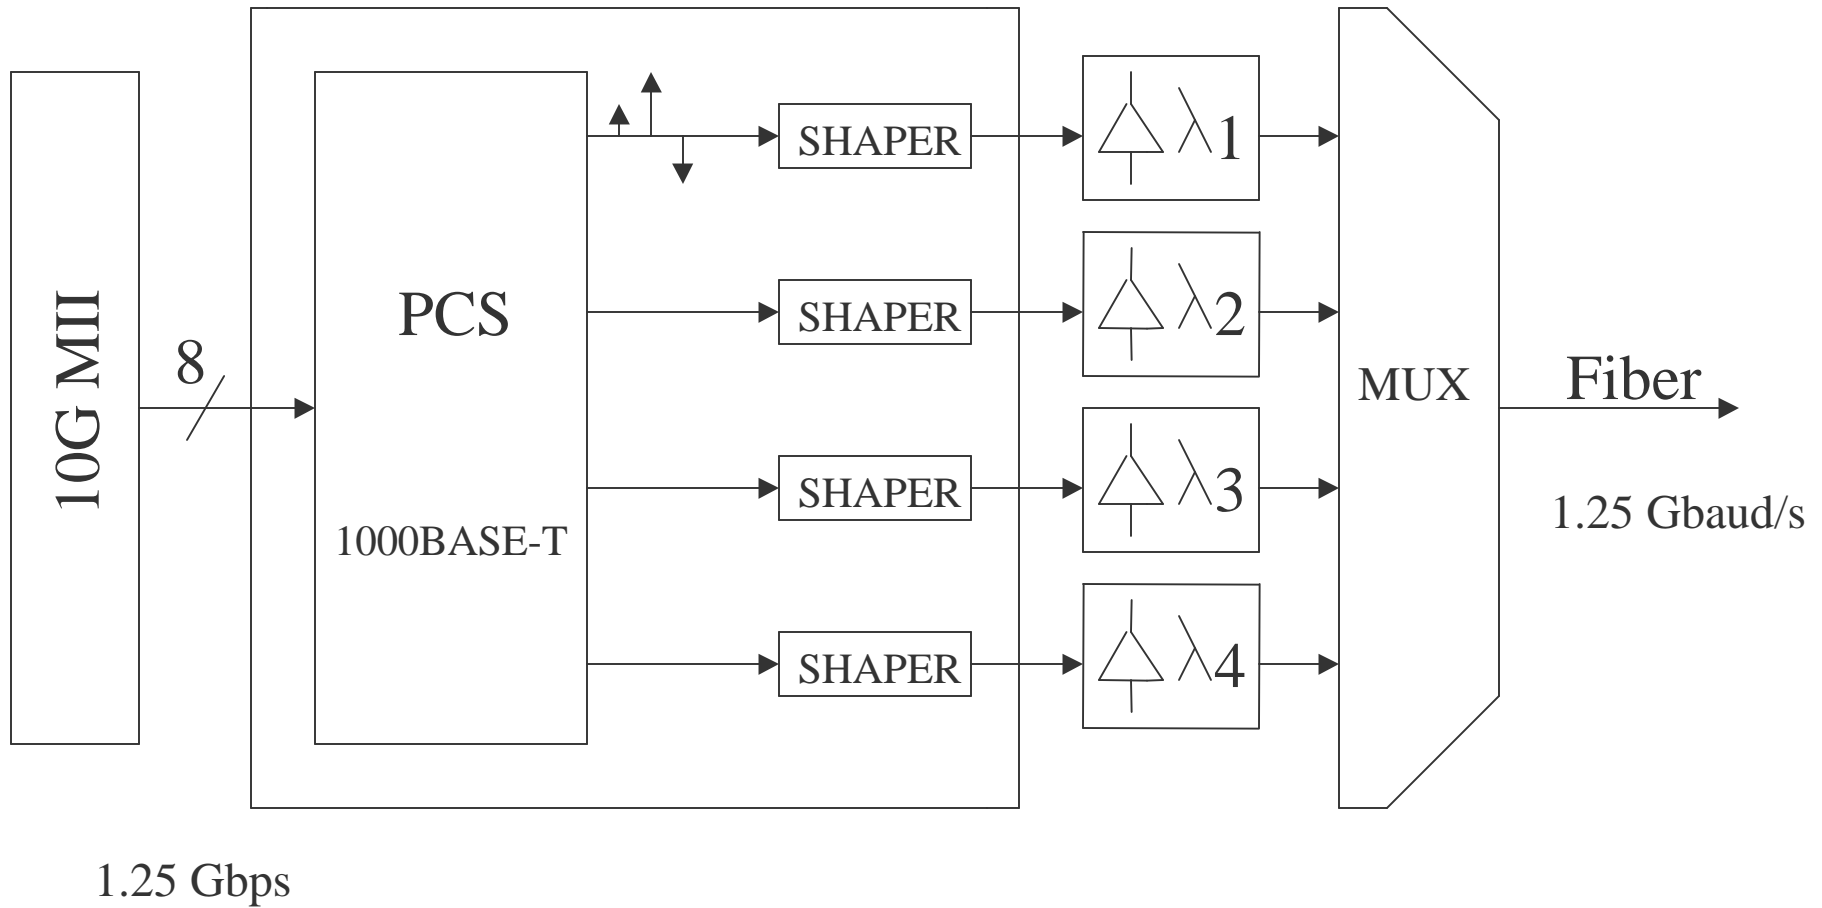 10G MII
8
PCS
1000BASE-T
SHAPER
λ1
SHAPER
λ2
SHAPER
λ3
SHAPER
λ4
MUX
Fiber
1.25 Gbaud/s
1.25 Gbps